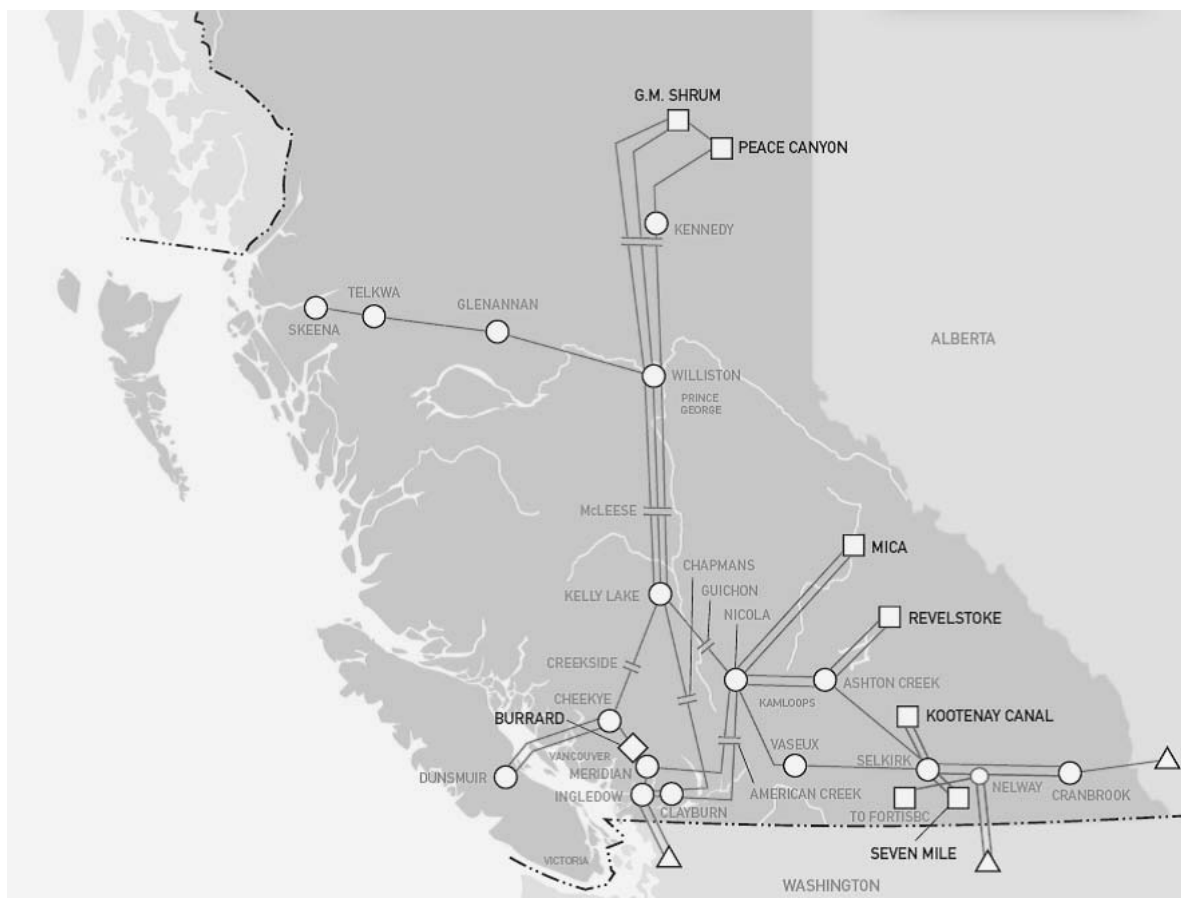 G.M. SHRUM
PEACE CANYON
KENNEDY
TELKWA
GLENANNAN
SKEENA
ALBERTA
WILLISTON
PRINCE
GEORGE
McLEESE
MICA
CHAPMANS
GUICHON
KELLY LAKE
NICOLA
REVELSTOKE
CREEKSIDE
ASHTON CREEK
CHEEKYE
KAMLOOPS
BURRARD
KOOTENAY CANAL
VANCOUVER
VASEUX
SELKIRK
MERIDIAN
DUNSMUIR
NELWAY
CRANBROOK
INGLEDOW
AMERICAN CREEK
CLAYBURN
TO FORTISBC
SEVEN MILE
VICTORIA
WASHINGTON